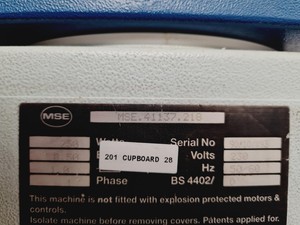 MSE
MSE.41137.218
Watts Serial No
201 CUPBOARD 28
Volts
Hz
Phase BS 4402/
This machine is not fitted with explosion protected motors &
controls.
Isolate machine before removing covers. Patents applied for.